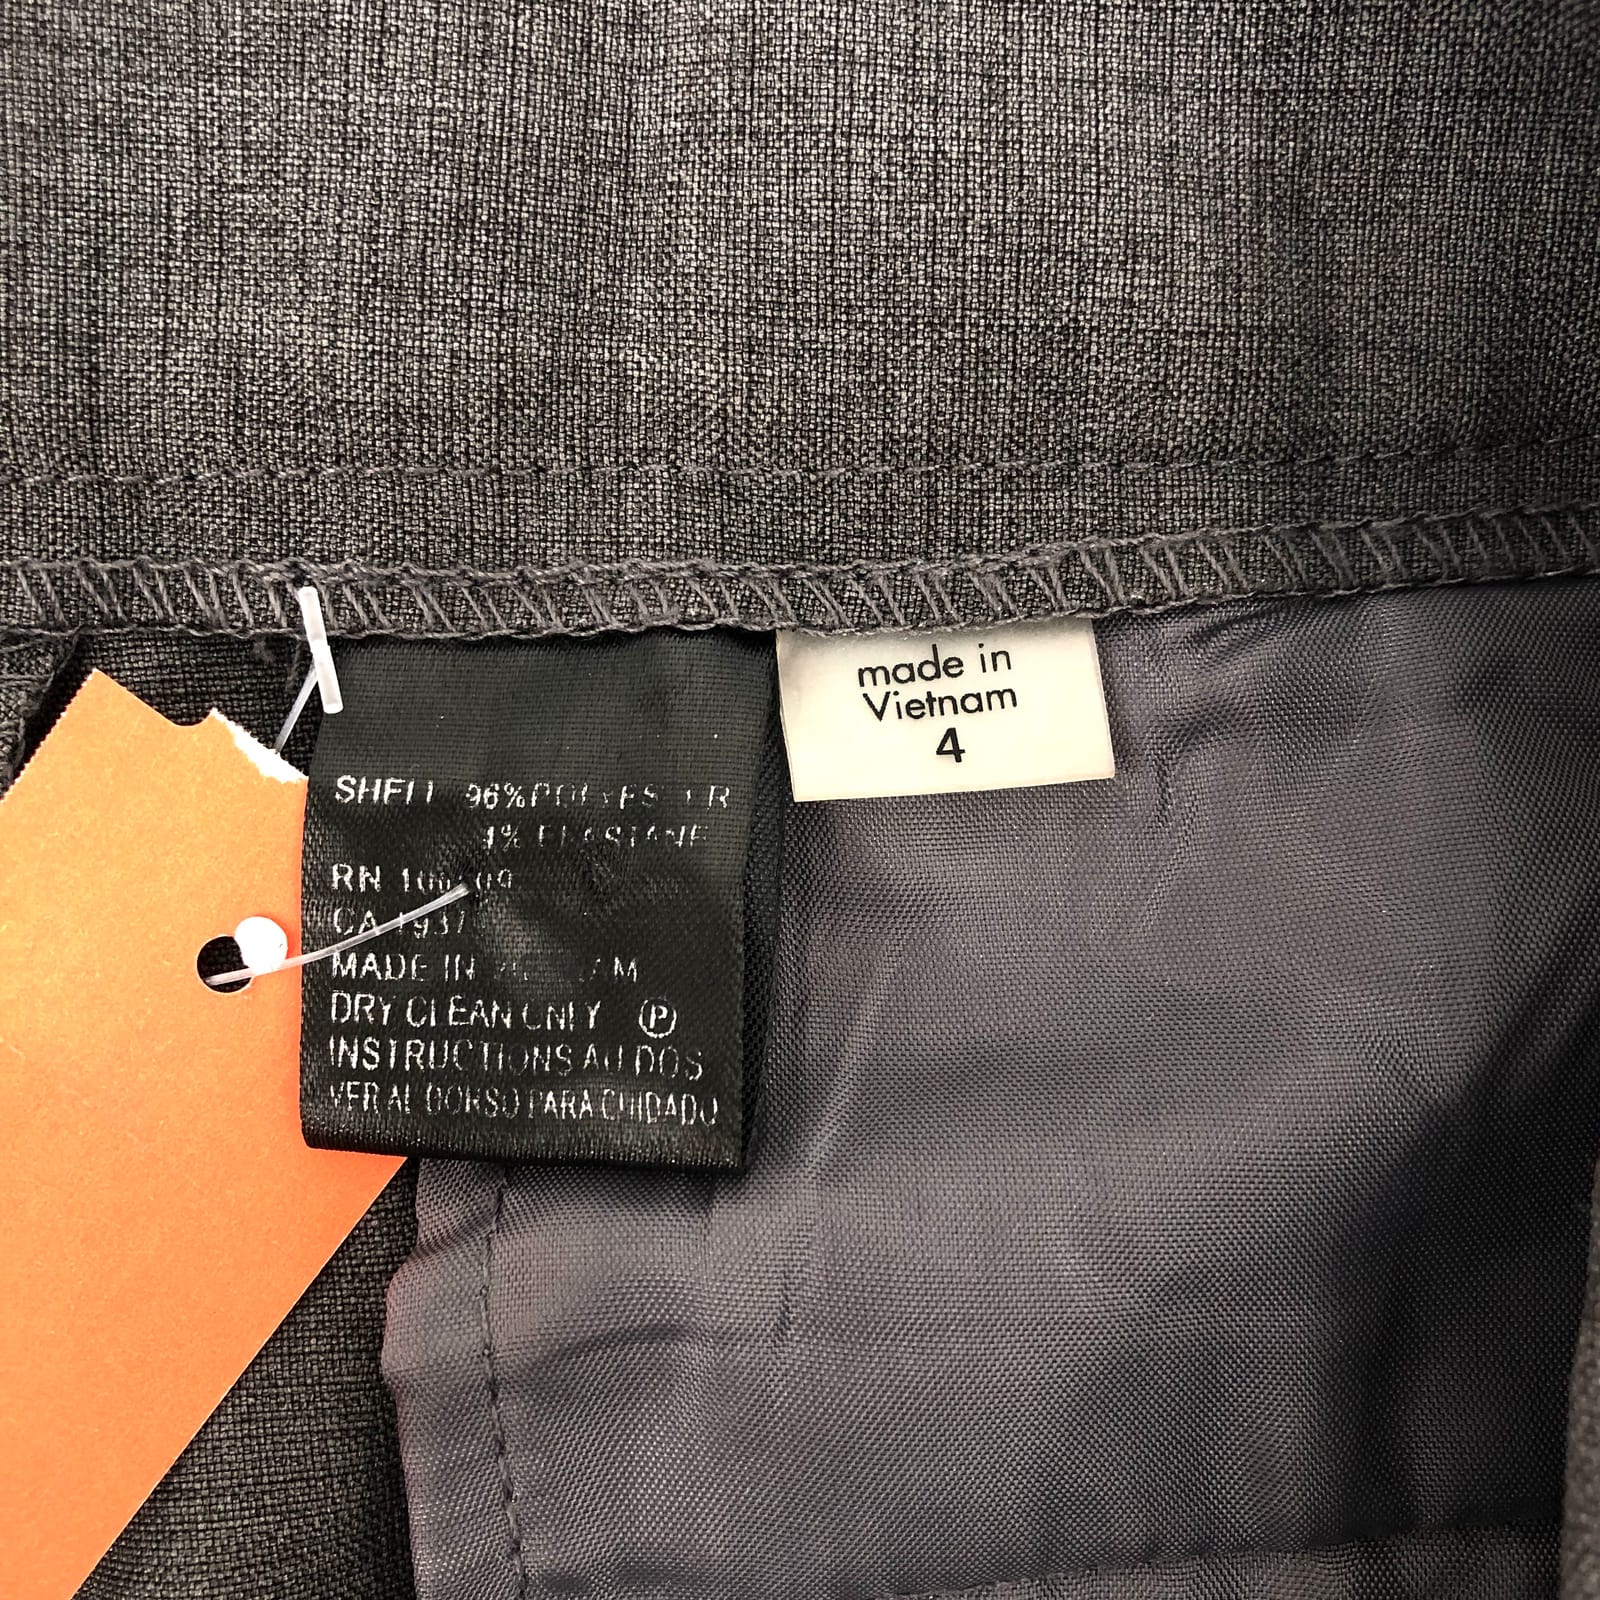 SHELL 96% POLYESTER
4% ELASTANE
RN
CA
MADE IN VIETNAM
DRY CLEAN ONLY P
INSTRUCTIONS AU DOS
VER AL DORSO PARA CUIDADO
made in
Vietnam
4